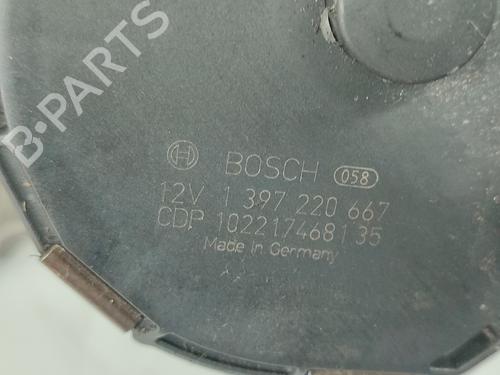 B-PARTS
BOSCH 058
12V 1 397 220 667
CDP 102217468135
Made in Germany